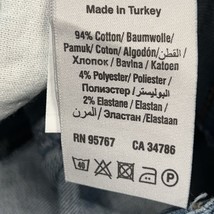 Made in Turkey
94% Cotton/ Baumwolle/
Pamuk/ Coton/ Algodón/ القطن/
Хлопок / Bavlna / Katoen
4% Polyester/ Poliester /
Полиэстер / البوليستر/
2% Elastane/ Elastan/
Эластан /Elastaan / المرن
RN 95767 CA 34786
40 P